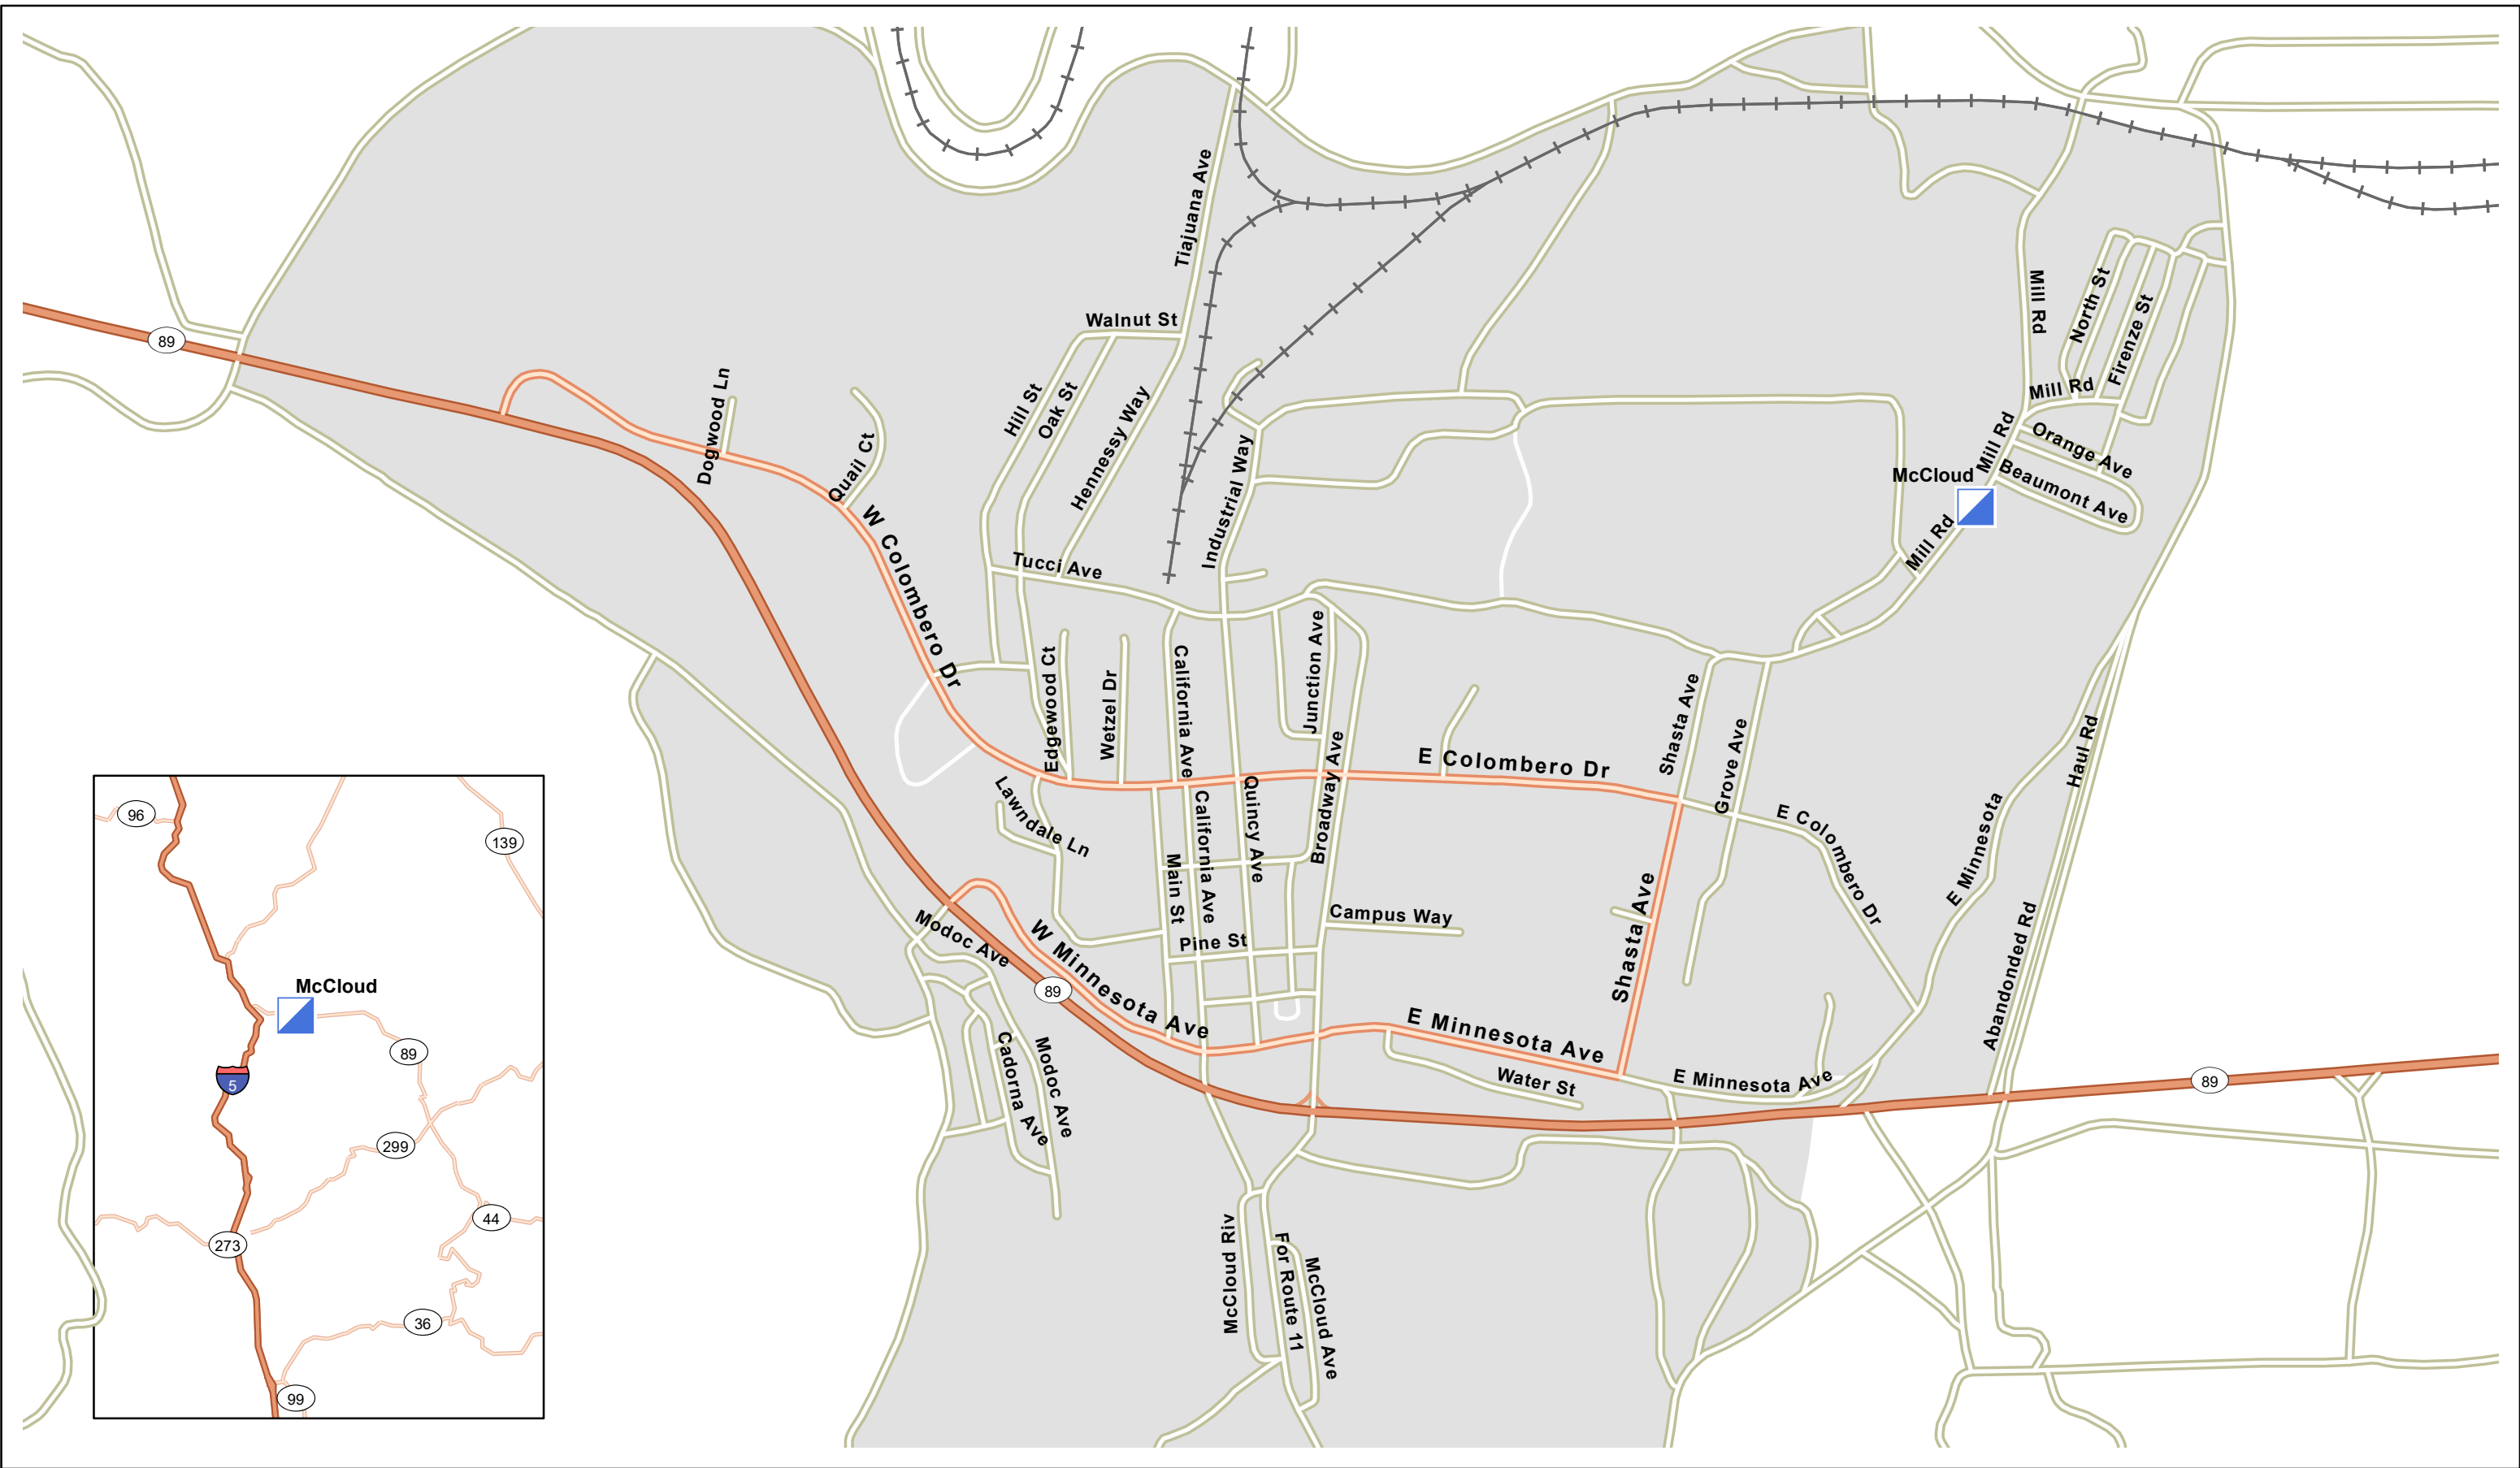 Tiajuana Ave
Walnut St
89
Dogwood Ln
Quail Ct
Hill St
Oak St
Hennessy Way
Industrial Way
Mill Rd
North St
Firenze St
Mill Rd
Mill Rd
Orange Ave
Beaumont Ave
McCloud
Mill Rd
W Colombero Dr
Tucci Ave
Edgewood Ct
Wetzel Dr
California Ave
Junction Ave
Shasta Ave
Grove Ave
Haul Rd
E Colombero Dr
Lawndale Ln
Quincy Ave
Broadway Ave
California Ave
Main St
E Colombero Dr
E Minnesota
Campus Way
Pine St
Shasta Ave
Modoc Ave
W Minnesota Ave
89
Abandonded Rd
E Minnesota Ave
Water St
E Minnesota Ave
89
Cadorna Ave
Modoc Ave
McCloud Riv
For Route 11
McCloud Ave
96
139
McCloud
89
5
299
44
273
36
99